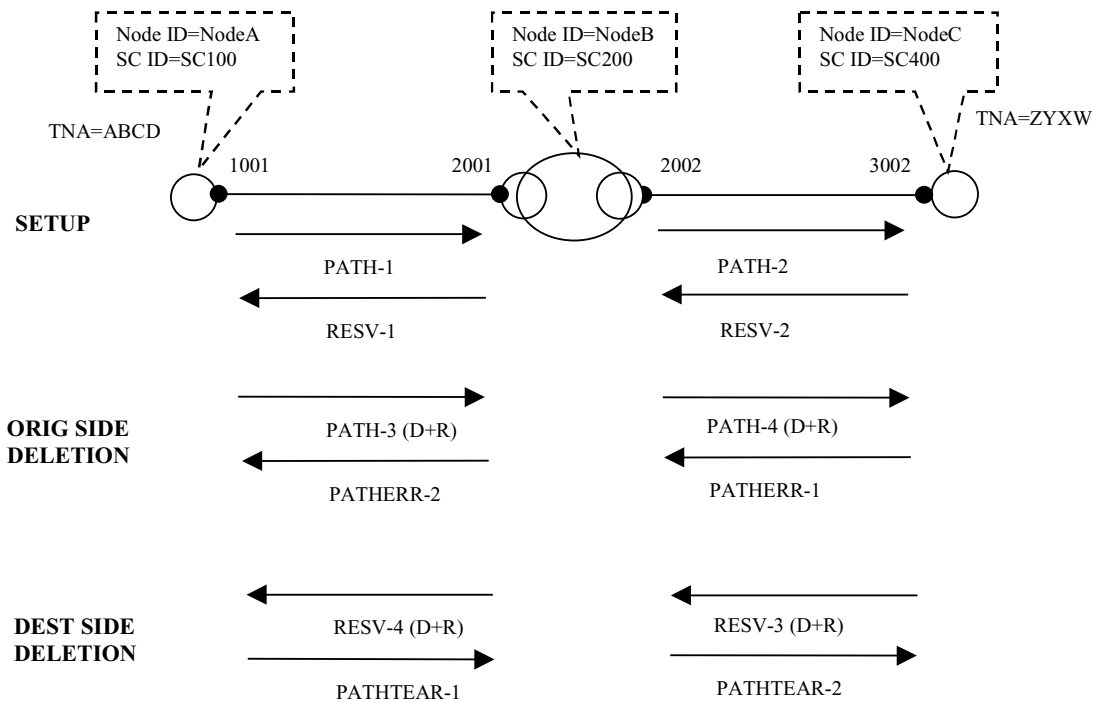 Node ID=NodeA
SC ID=SC100
Node ID=NodeB
SC ID=SC200
Node ID=NodeC
SC ID=SC400
TNA=ABCD
TNA=ZYXW
1001
2001
2002
3002
SETUP
PATH-1
PATH-2
RESV-1
RESV-2
ORIG SIDE
DELETION
PATH-3 (D+R)
PATH-4 (D+R)
PATHERR-2
PATHERR-1
DEST SIDE
DELETION
RESV-4 (D+R)
RESV-3 (D+R)
PATHTEAR-1
PATHTEAR-2